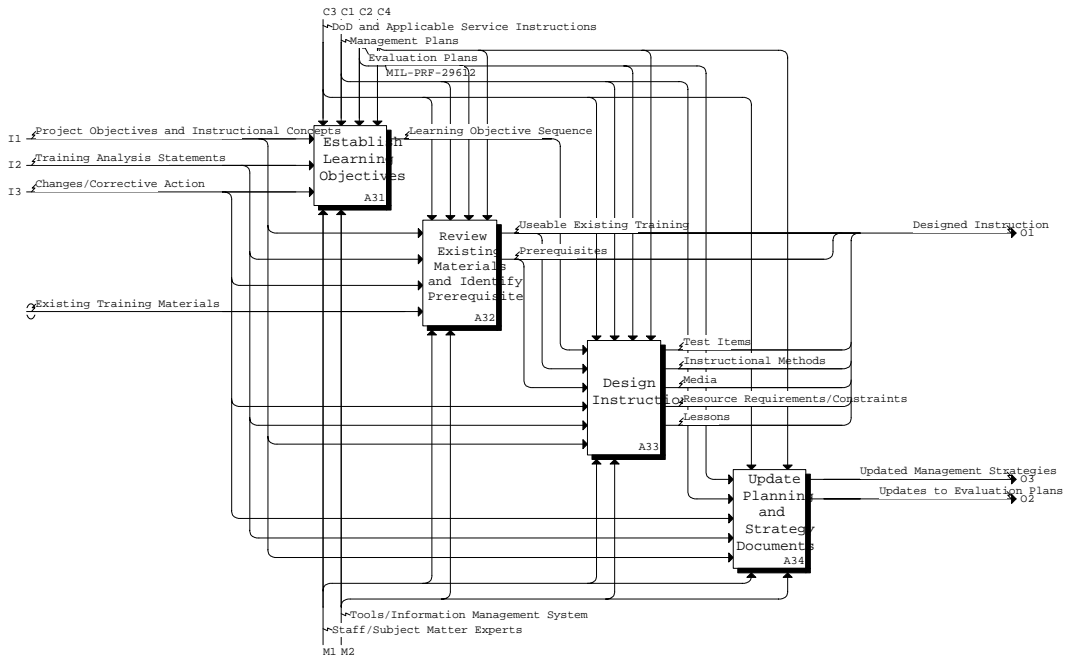 C3 C1 C2 C4
DoD and Applicable Service Instructions
Management Plans
Evaluation Plans
MIL-PRF-29612
I1
Project Objectives and Instructional Concepts
Learning Objective Sequence
I2
Training Analysis Statements
I3
Changes/Corrective Action
Establish
Learning
Objectives
A31
Useable Existing Training
Designed Instruction
O1
Prerequisites
Review
Existing
Materials
and Identify
Prerequisite
A32
Existing Training Materials
Test Items
Instructional Methods
Media
Resource Requirements/Constraints
Lessons
Design
Instruction
A33
Updated Management Strategies
O3
Updates to Evaluation Plans
O2
Update
Planning
and
Strategy
Documents
A34
Tools/Information Management System
Staff/Subject Matter Experts
M1 M2